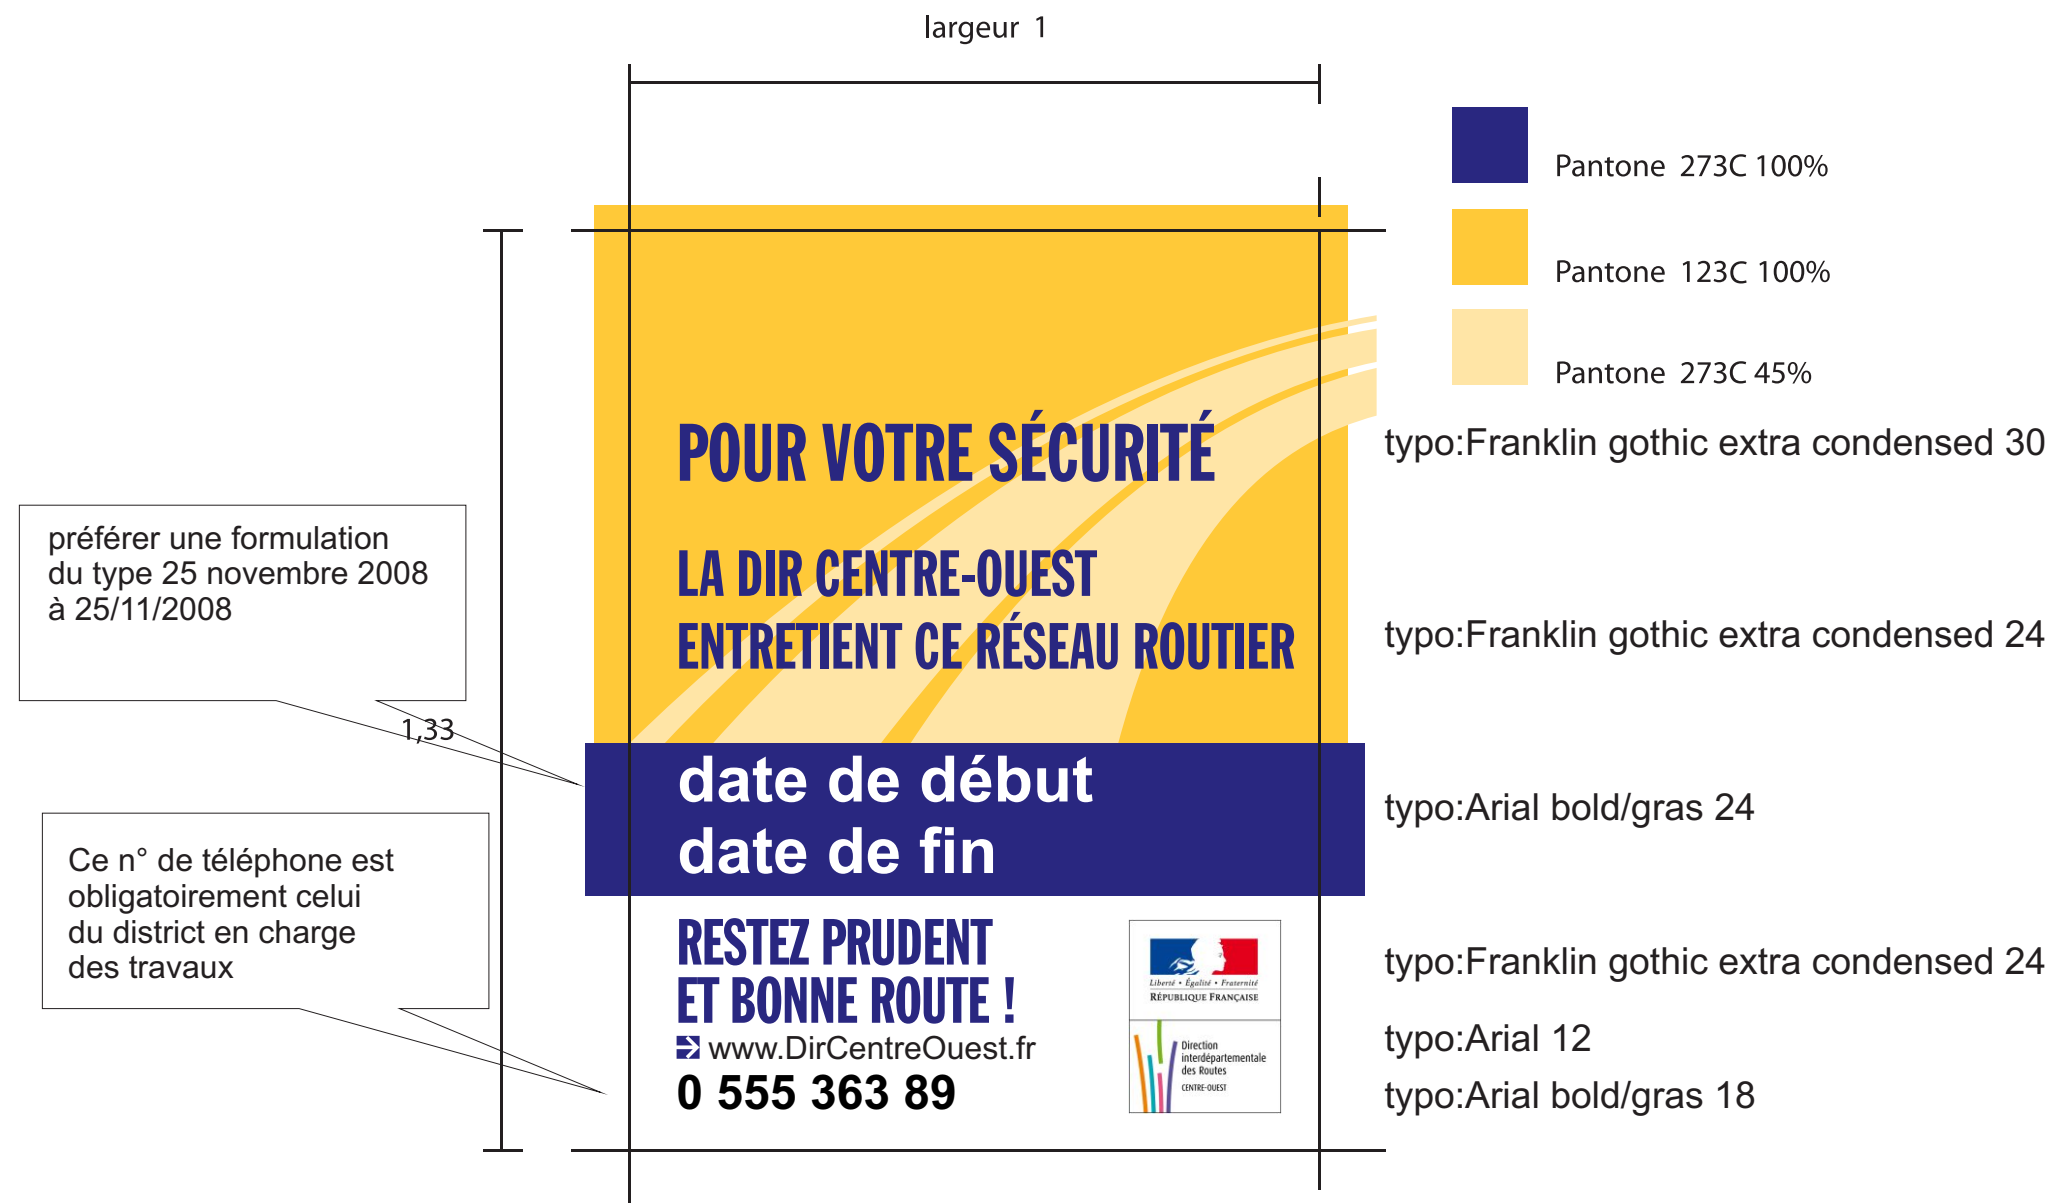 largeur 1
Pantone 273C 100%
Pantone 123C 100%
Pantone 273C 45%
POUR VOTRE SÉCURITÉ
typo:Franklin gothic extra condensed 30
préférer une formulation
du type 25 novembre 2008
à 25/11/2008
LA DIR CENTRE-OUEST
ENTRETIENT CE RÉSEAU ROUTIER
typo:Franklin gothic extra condensed 24
1,33
date de début
date de fin
typo:Arial bold/gras 24
Ce n° de téléphone est
obligatoirement celui
du district en charge
des travaux
RESTEZ PRUDENT
ET BONNE ROUTE !
typo:Franklin gothic extra condensed 24
www.DirCentreOuest.fr
typo:Arial 12
0 555 363 89
typo:Arial bold/gras 18
Liberté • Égalité • Fraternité
RÉPUBLIQUE FRANÇAISE
Direction
interdépartementale
des Routes
CENTRE-OUEST